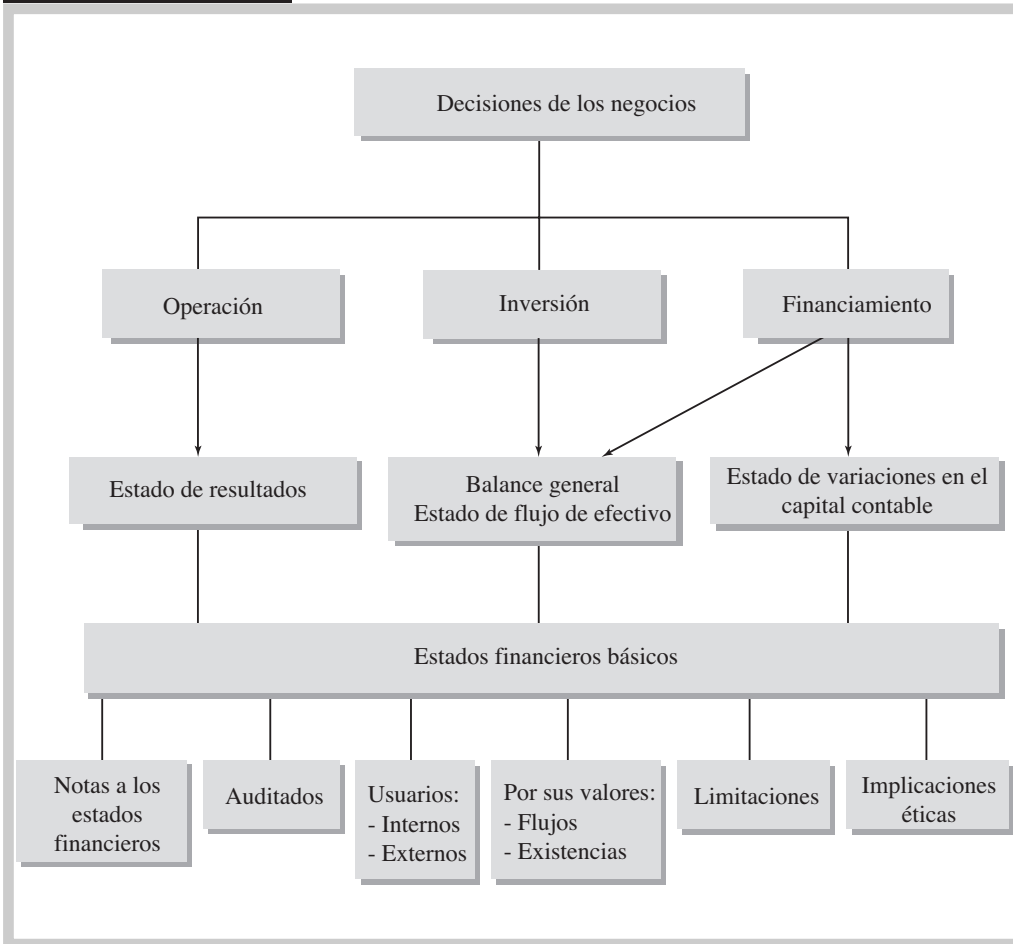 Decisiones de los negocios
Operación
Inversión
Financiamiento
Estado de resultados
Balance general
Estado de flujo de efectivo
Estado de variaciones en el
capital contable
Estados financieros básicos
Notas a los
estados
financieros
Auditados
Usuarios:
- Internos
- Externos
Por sus valores:
- Flujos
- Existencias
Limitaciones
Implicaciones
éticas